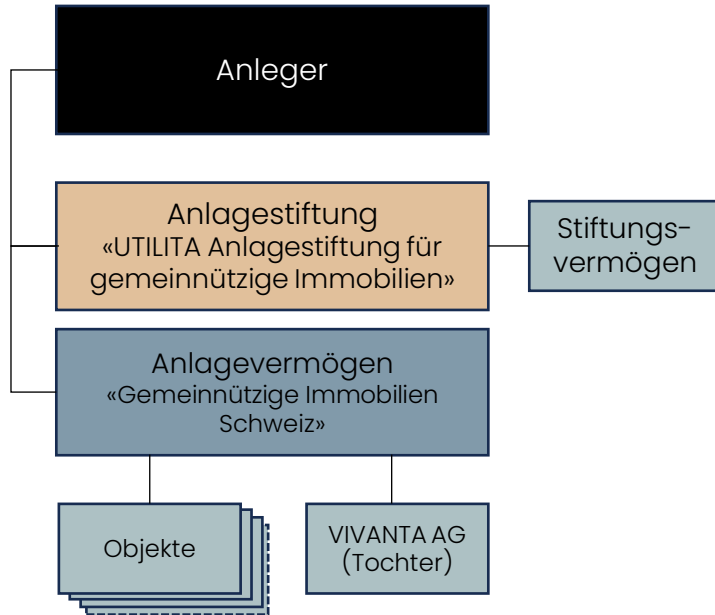 Anleger
Anlagestiftung
«UTILITA Anlagestiftung für
gemeinnützige Immobilien»
Stiftungs-
vermögen
Anlagevermögen
«Gemeinnützige Immobilien
Schweiz»
Objekte
VIVANTA AG
(Tochter)